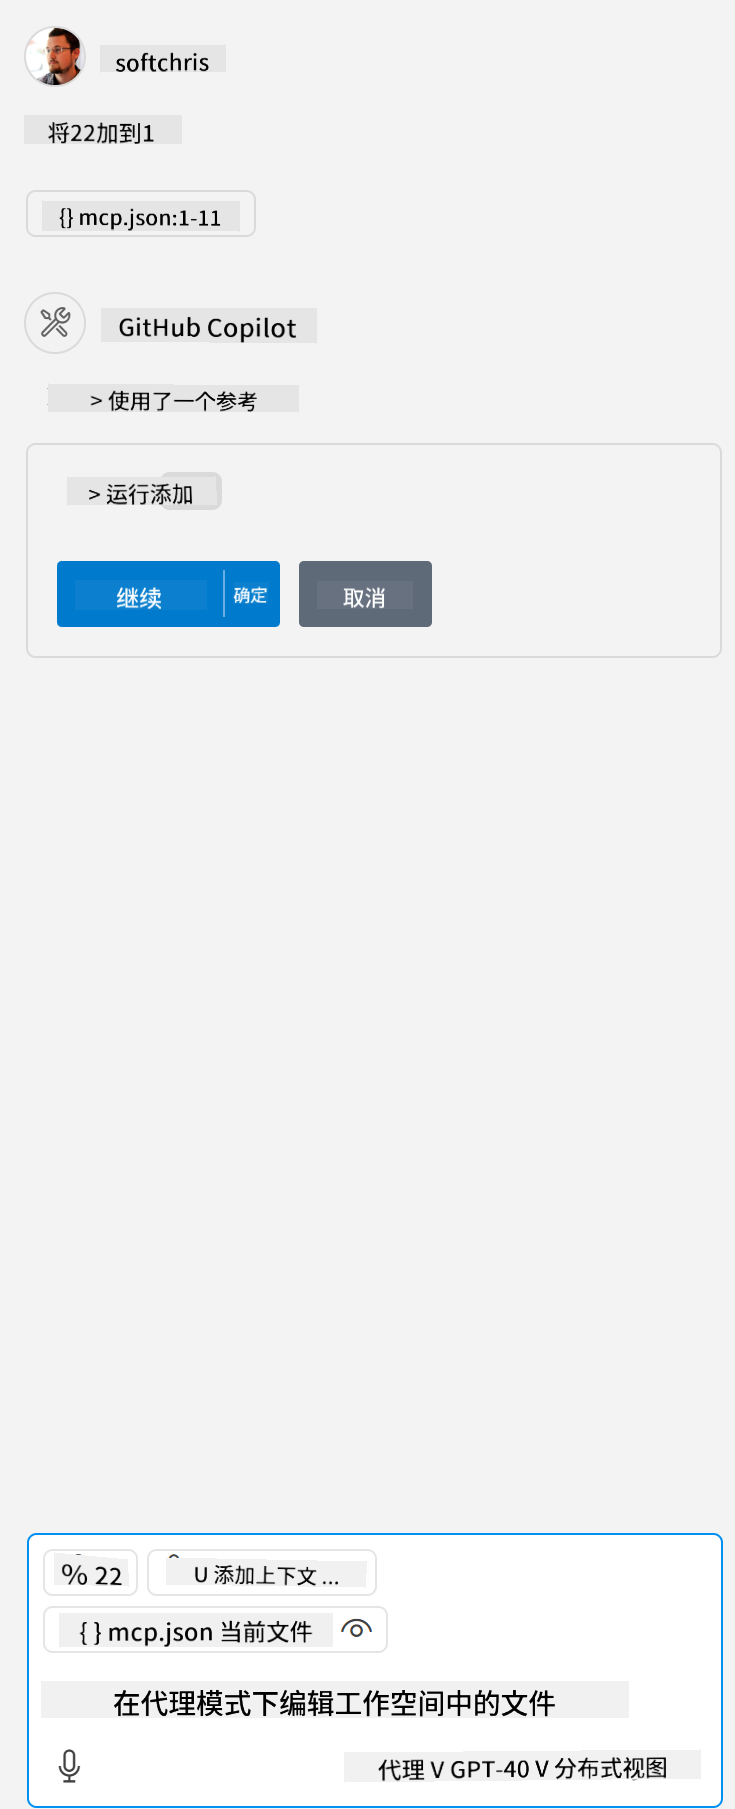 softchris
将22加到1
{} mcp.json:1-11
GitHub Copilot
> 使用了一个参考
> 运行添加
继续 确定 取消
% 22 U 添加上下文 ...
{ } mcp.json 当前文件
在代理模式下编辑工作空间中的文件
代理 V GPT-40 V 分布式视图